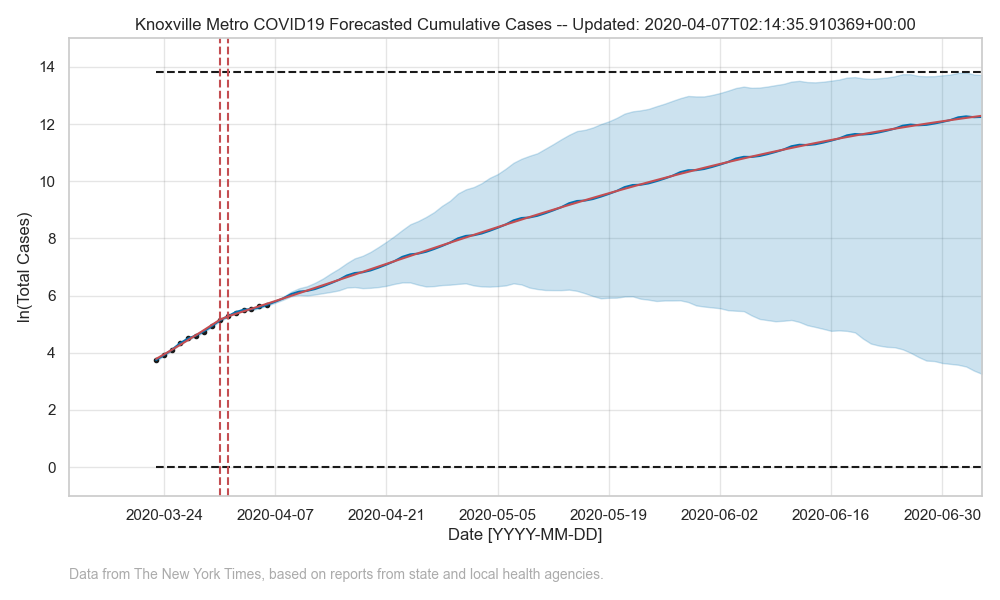 Knoxville Metro COVID19 Forecasted Cumulative Cases -- Updated: 2020-04-07T02:14:35.910369+00:00
14
12
10
8
6
4
2
0
ln(Total Cases)
2020-03-24 2020-04-07 2020-04-21 2020-05-05 2020-05-19 2020-06-02 2020-06-16 2020-06-30
Date [YYYY-MM-DD]
Data from The New York Times, based on reports from state and local health agencies.